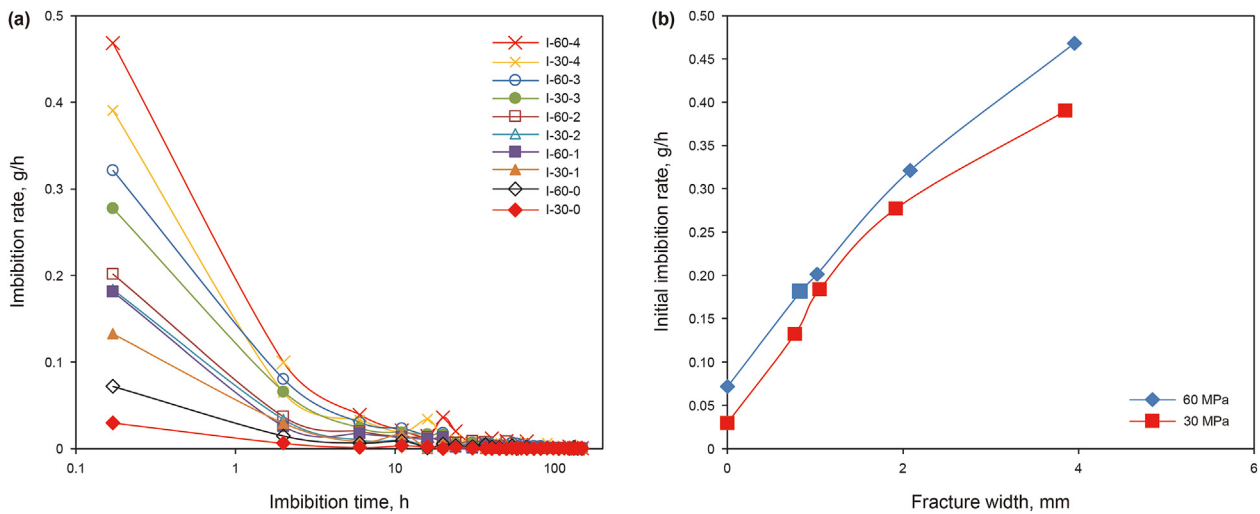 (a)
0.5
0.4
0.3
0.2
0.1
0
Imbibition rate, g/h
0.1
1
10
100
Imbibition time, h
I-60-4
I-30-4
I-60-3
I-30-3
I-60-2
I-30-2
I-60-1
I-30-1
I-60-0
I-30-0
(b)
0.50
0.45
0.40
0.35
0.30
0.25
0.20
0.15
0.10
0.05
0
Initial imbibition rate, g/h
0
2
4
6
Fracture width, mm
60 MPa
30 MPa